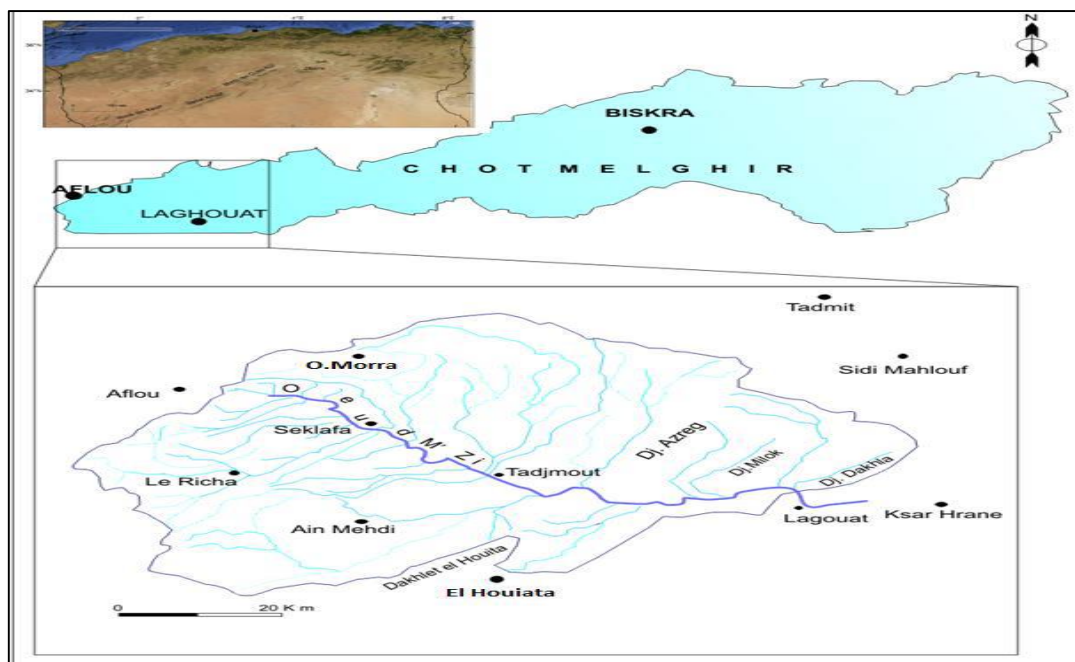 N
BISKRA
C H O T M E L G H I R
AFLOU
LAGHOUAT
Tadmit
O.Morra
Sidi Mahlouf
Aflou
Oeud M'Zi
Seklafa
Dj. Azreg
Dj.Milok
Dj. Dakhla
Le Richa
Tadjmout
Lagouat
Ksar Hrane
Ain Mehdi
Dakhlet el Houita
El Houiata
0 20 K m